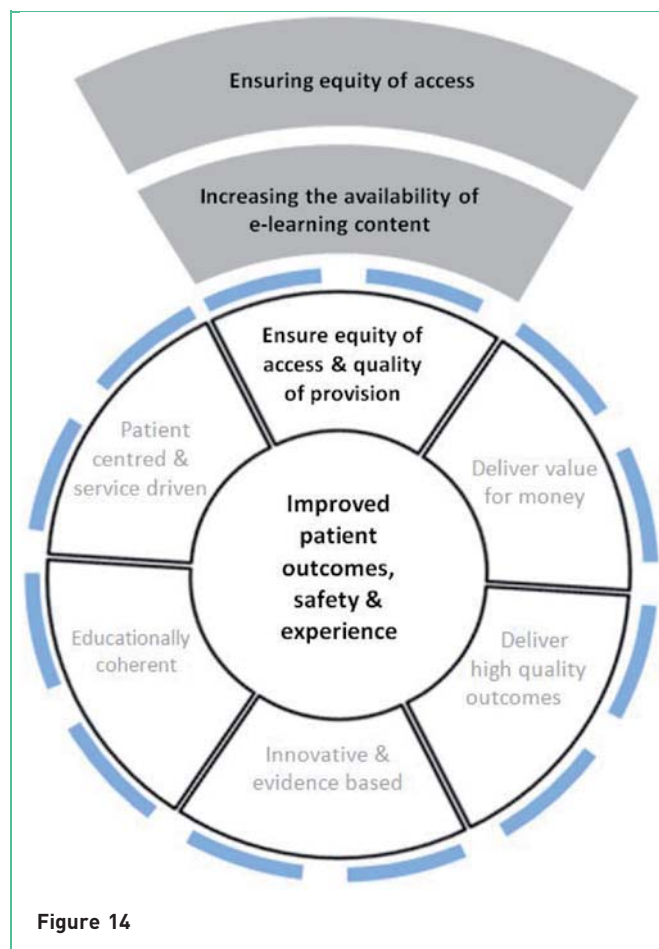 Ensuring equity of access
Increasing the availability of
e-learning content
Ensure equity of
access & quality
of provision
Patient
centred &
service driven
Deliver value
for money
Improved
patient
outcomes,
safety &
experience
Educationally
coherent
Deliver
high quality
outcomes
Innovative &
evidence based
Figure 14